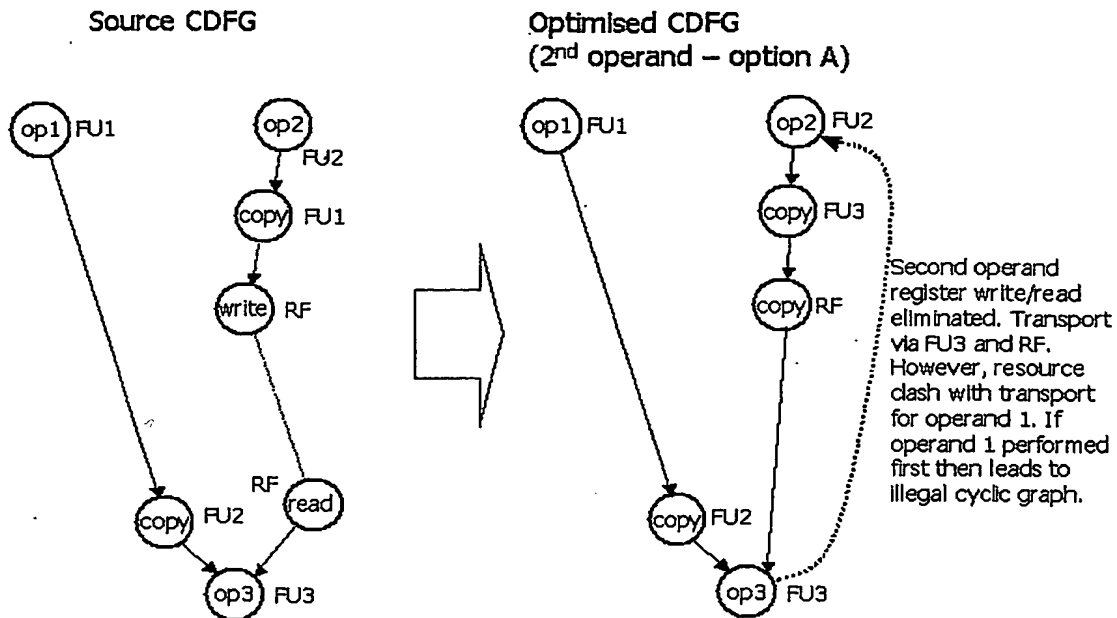 Source CDFG
Optimised CDFG
(2nd operand – option A)
op1 FU1
op2
FU2
copy FU1
write RF
RF
read
copy FU2
op3 FU3
op1 FU1
op2 FU2
copy FU3
copy RF
copy FU2
op3 FU3
Second operand
register write/read
eliminated. Transport
via FU3 and RF.
However, resource
clash with transport
for operand 1. If
operand 1 performed
first then leads to
illegal cyclic graph.